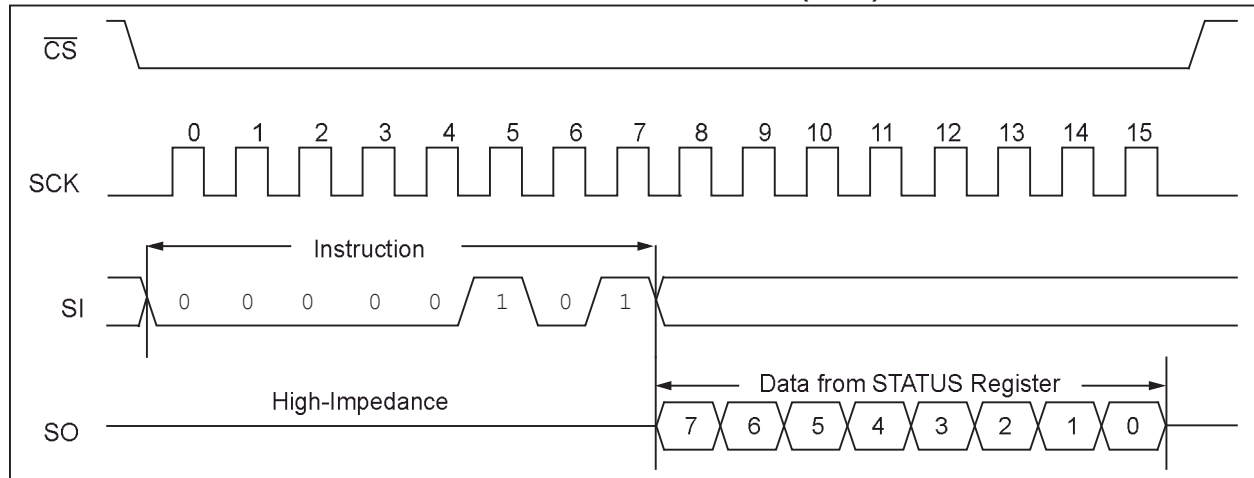 CS
0 1 2 3 4 5 6 7 8 9 10 11 12 13 14 15
SCK
Instruction
SI 0 0 0 0 0 1 0 1
Data from STATUS Register
High-Impedance
SO 7 6 5 4 3 2 1 0